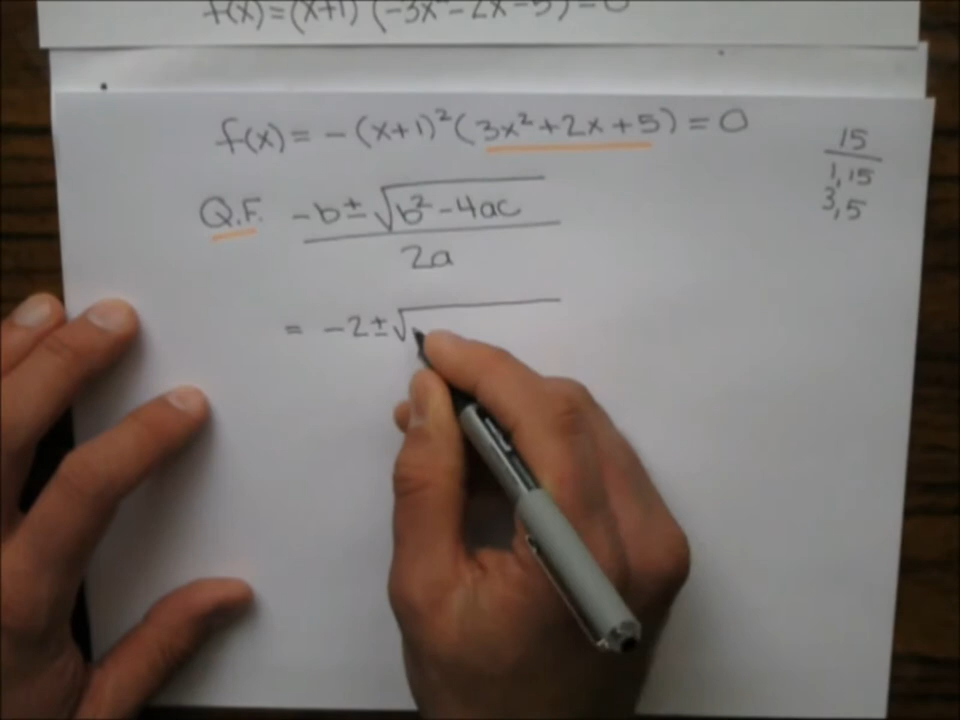 f(x)=(x+1)²(-3x²-2x-5)=0
f(x) = -(x+1)²(3x²+2x+5) = 0
15
1,15
3,5
Q.F. -b±√b²-4ac
2a
= -2±√